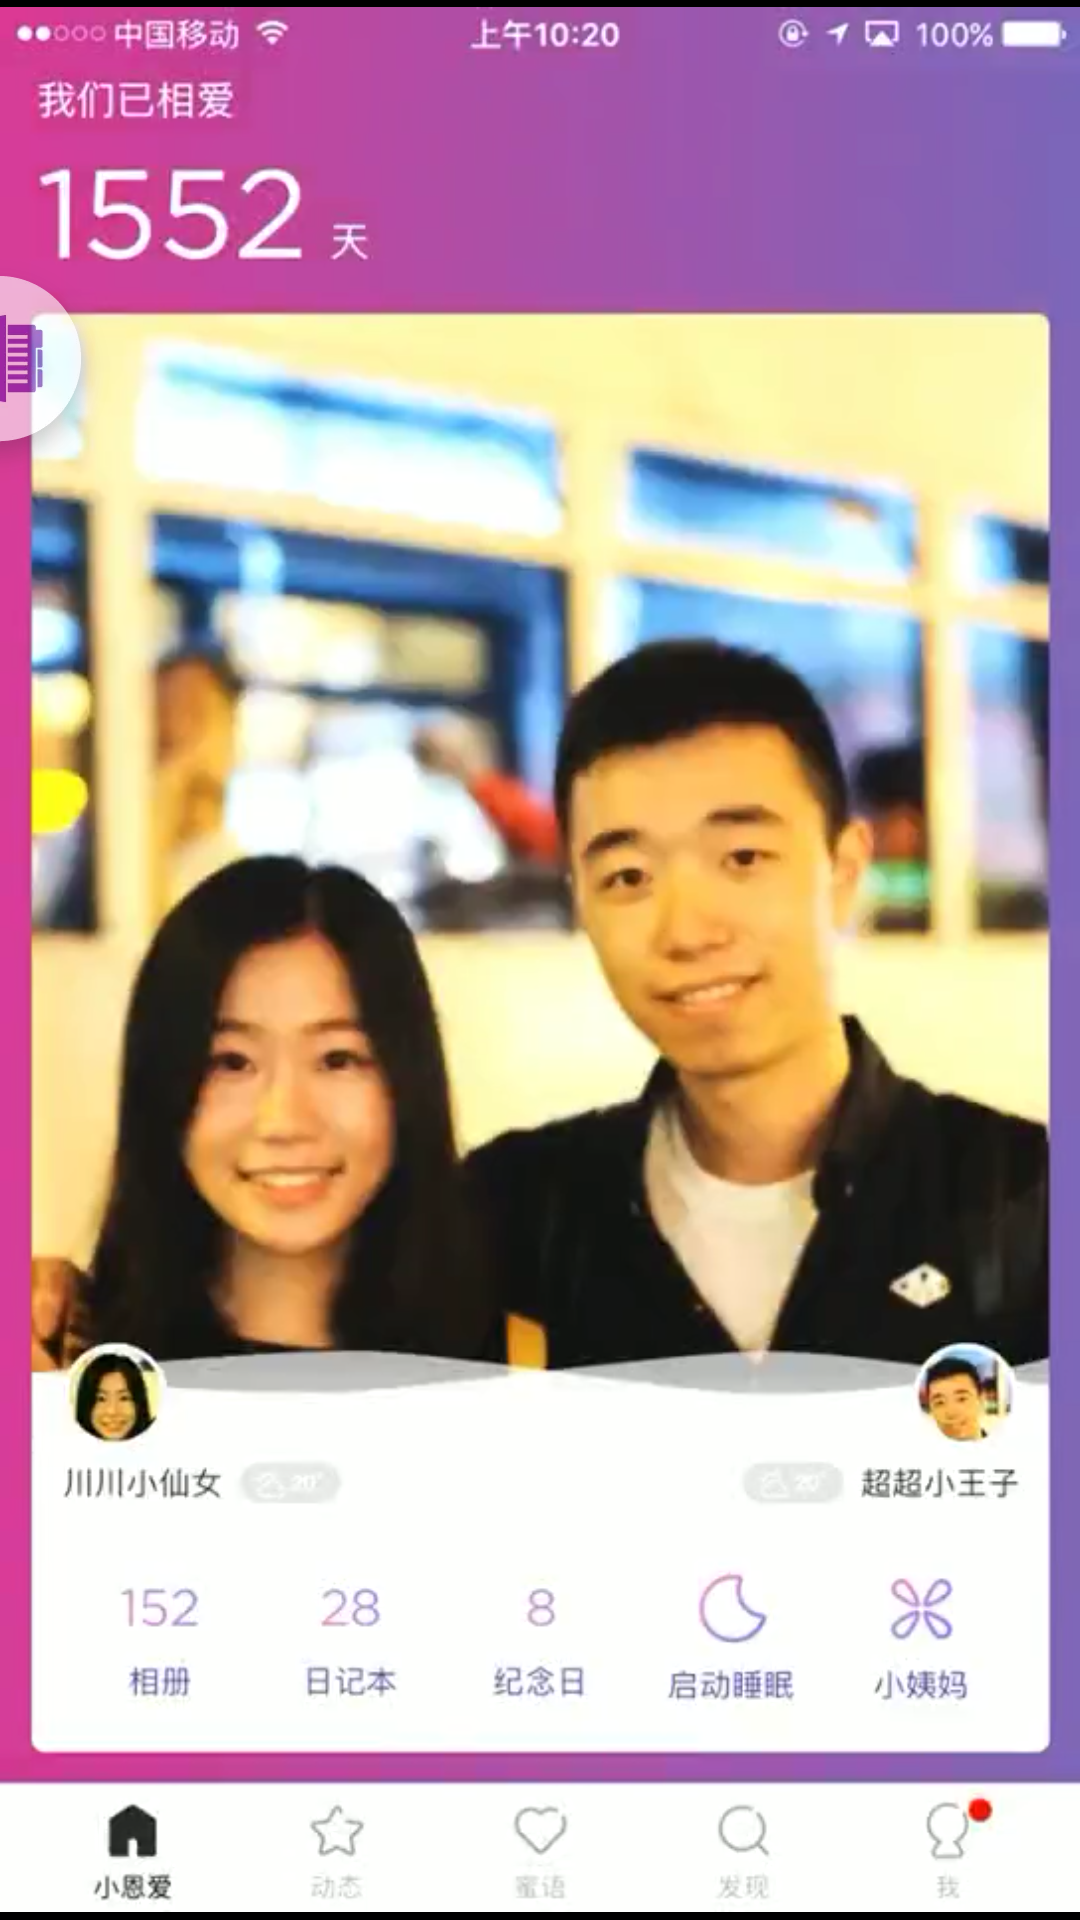 中国移动 上午10:20 100%
我们已相爱
1552 天
川川小仙女 20° 20° 超超小王子
152 28 8
相册 日记本 纪念日 启动睡眠 小姨妈
小恩爱 动态 蜜语 发现 我